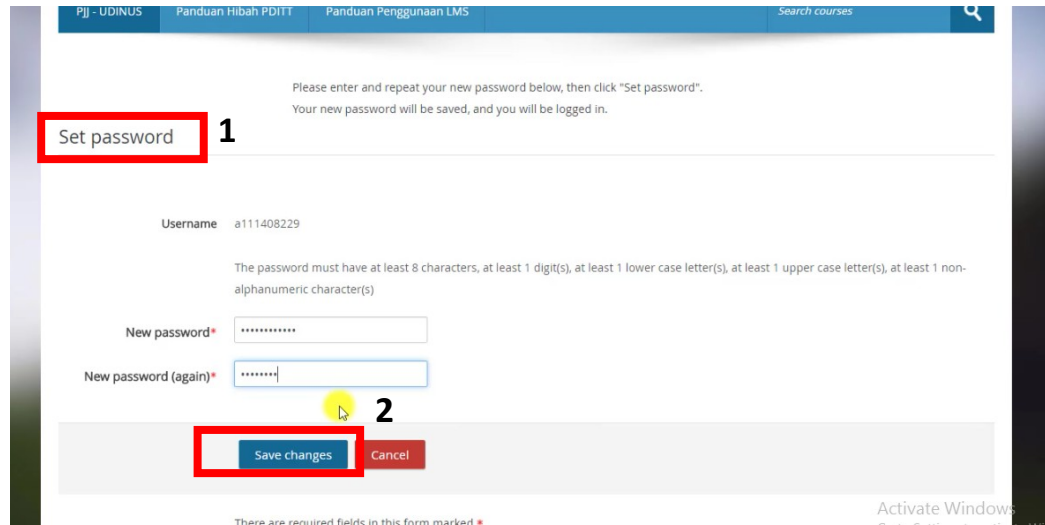 PJJ - UDINUS Panduan Hibah PDITT Panduan Penggunaan LMS Search courses
Please enter and repeat your new password below, then click "Set password".
Your new password will be saved, and you will be logged in.
Set password 1
Username a111408229
The password must have at least 8 characters, at least 1 digit(s), at least 1 lower case letter(s), at least 1 upper case letter(s), at least 1 non-
alphanumeric character(s)
New password* ••••••••••••
New password (again)* ••••••••
2
Save changes Cancel
There are required fields in this form marked *
Activate Windows